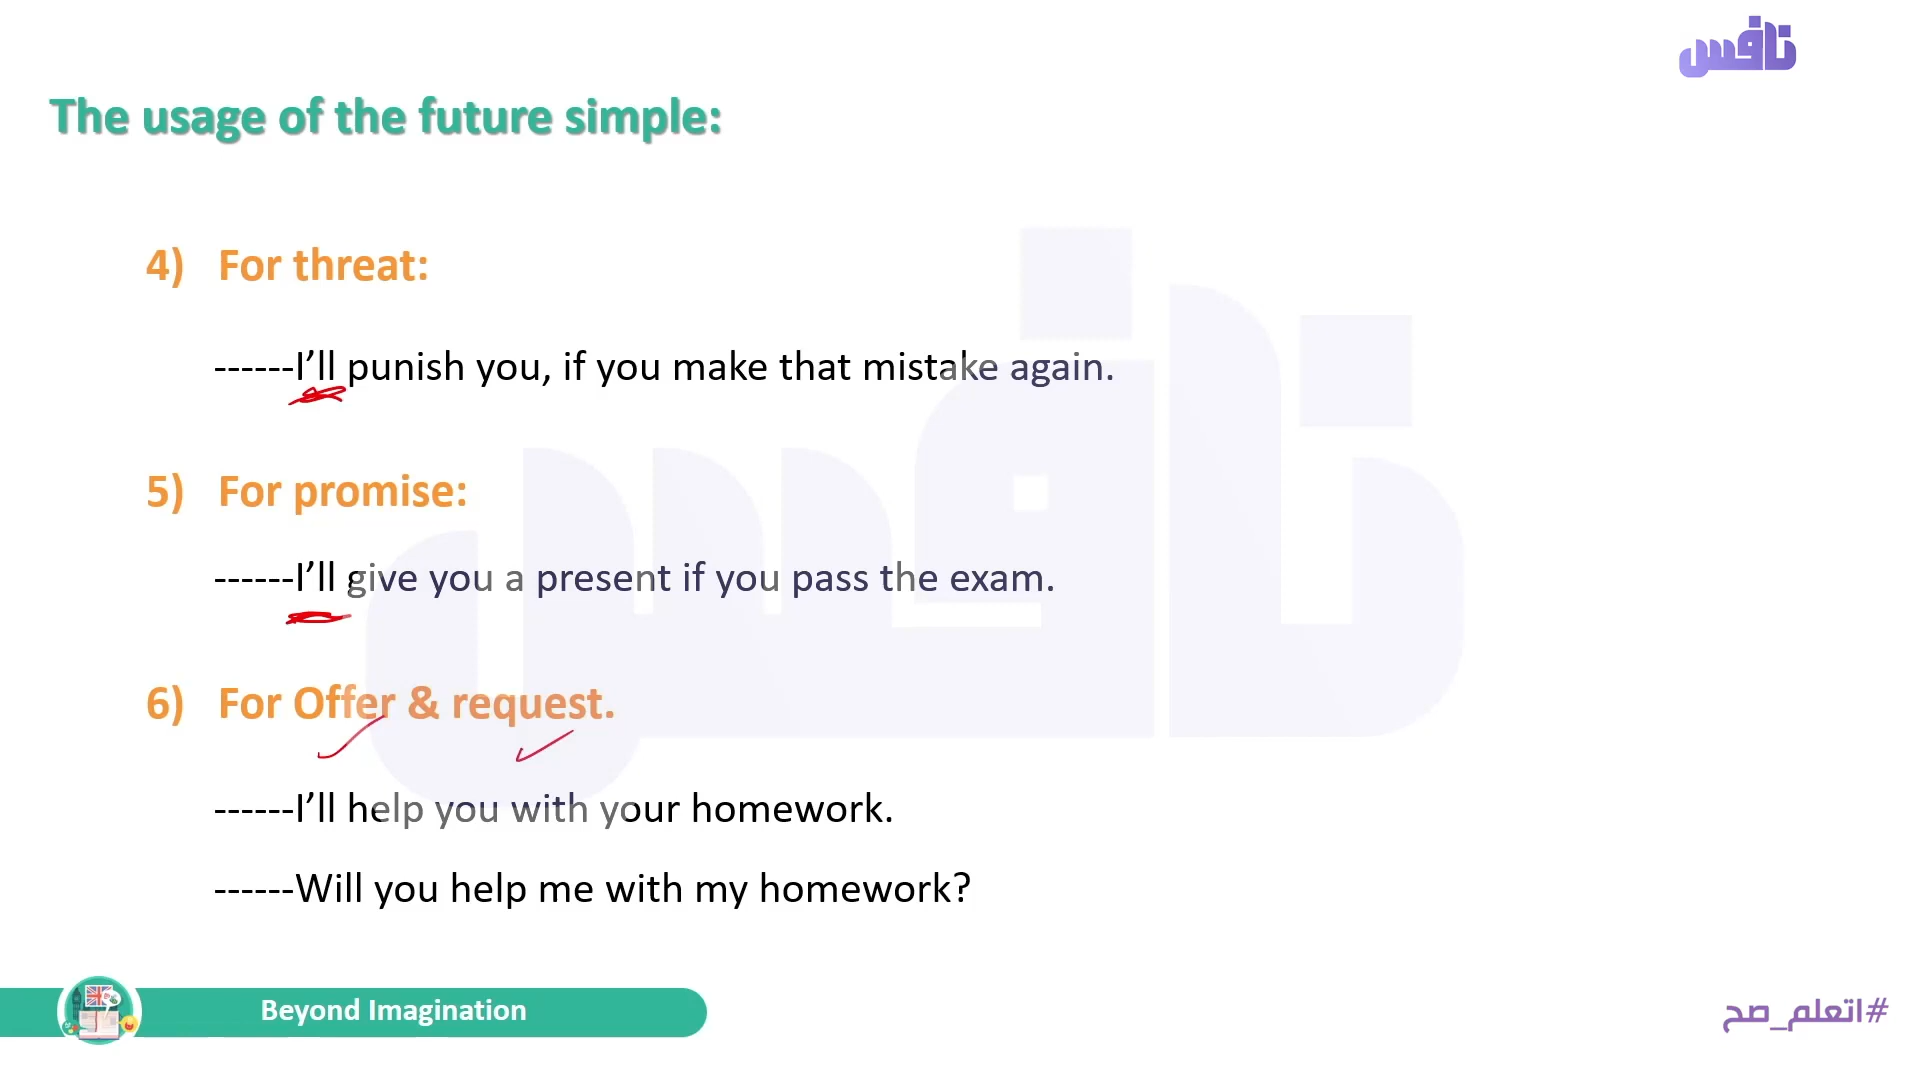 نافس
The usage of the future simple:
4) For threat:
------I’ll punish you, if you make that mistake again.
5) For promise:
------I’ll give you a present if you pass the exam.
6) For Offer & request.
------I’ll help you with your homework.
------Will you help me with my homework?
Beyond Imagination
#اتعلم_صح